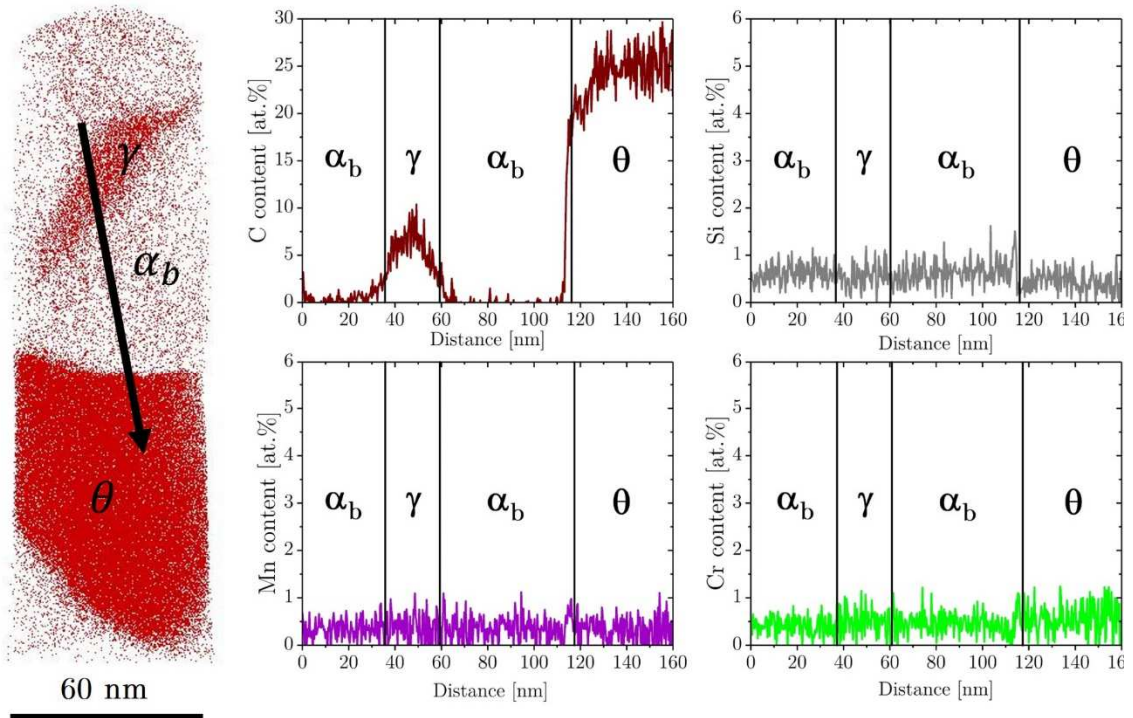 γ
α_b
θ
60 nm
C content [at.%]
30
25
20
15
10
5
0
α_b γ α_b θ
0 20 40 60 80 100 120 140 160
Distance [nm]
Si content [at.%]
6
5
4
3
2
1
0
α_b γ α_b θ
0 20 40 60 80 100 120 140 160
Distance [nm]
Mn content [at.%]
6
5
4
3
2
1
0
α_b γ α_b θ
0 20 40 60 80 100 120 140 160
Distance [nm]
Cr content [at.%]
6
5
4
3
2
1
0
α_b γ α_b θ
0 20 40 60 80 100 120 140 160
Distance [nm]